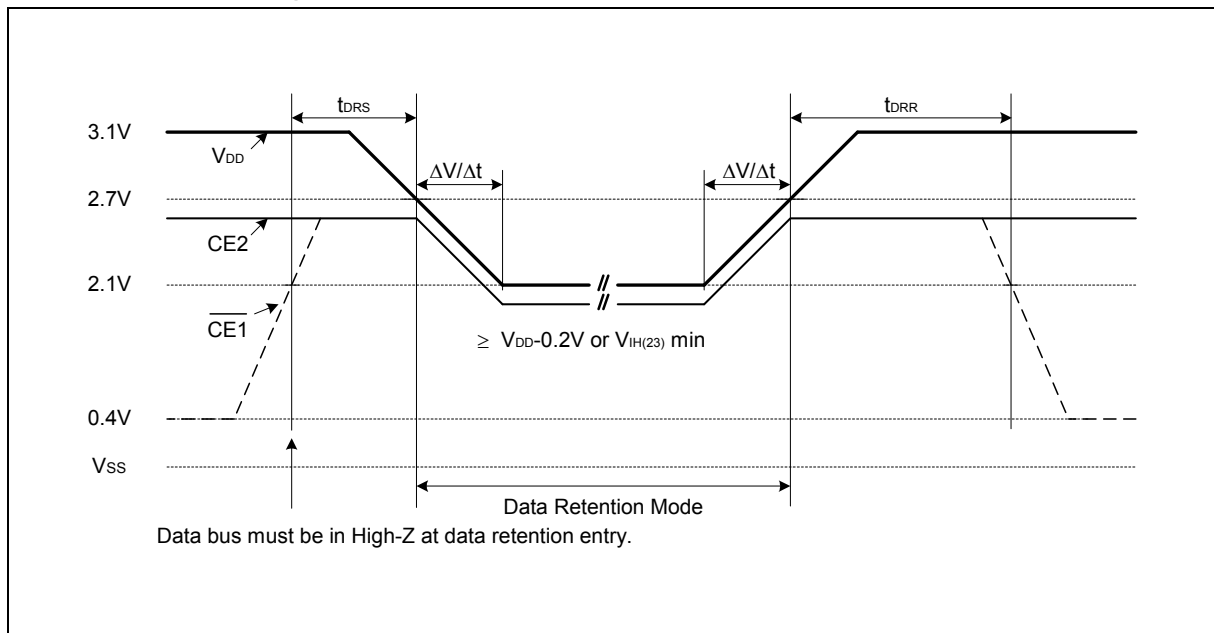 tDRS
tDRR
3.1V
VDD
ΔV/Δt
ΔV/Δt
2.7V
CE2
2.1V
CE1
≥ VDD-0.2V or VIH(23) min
0.4V
VSS
Data Retention Mode
Data bus must be in High-Z at data retention entry.